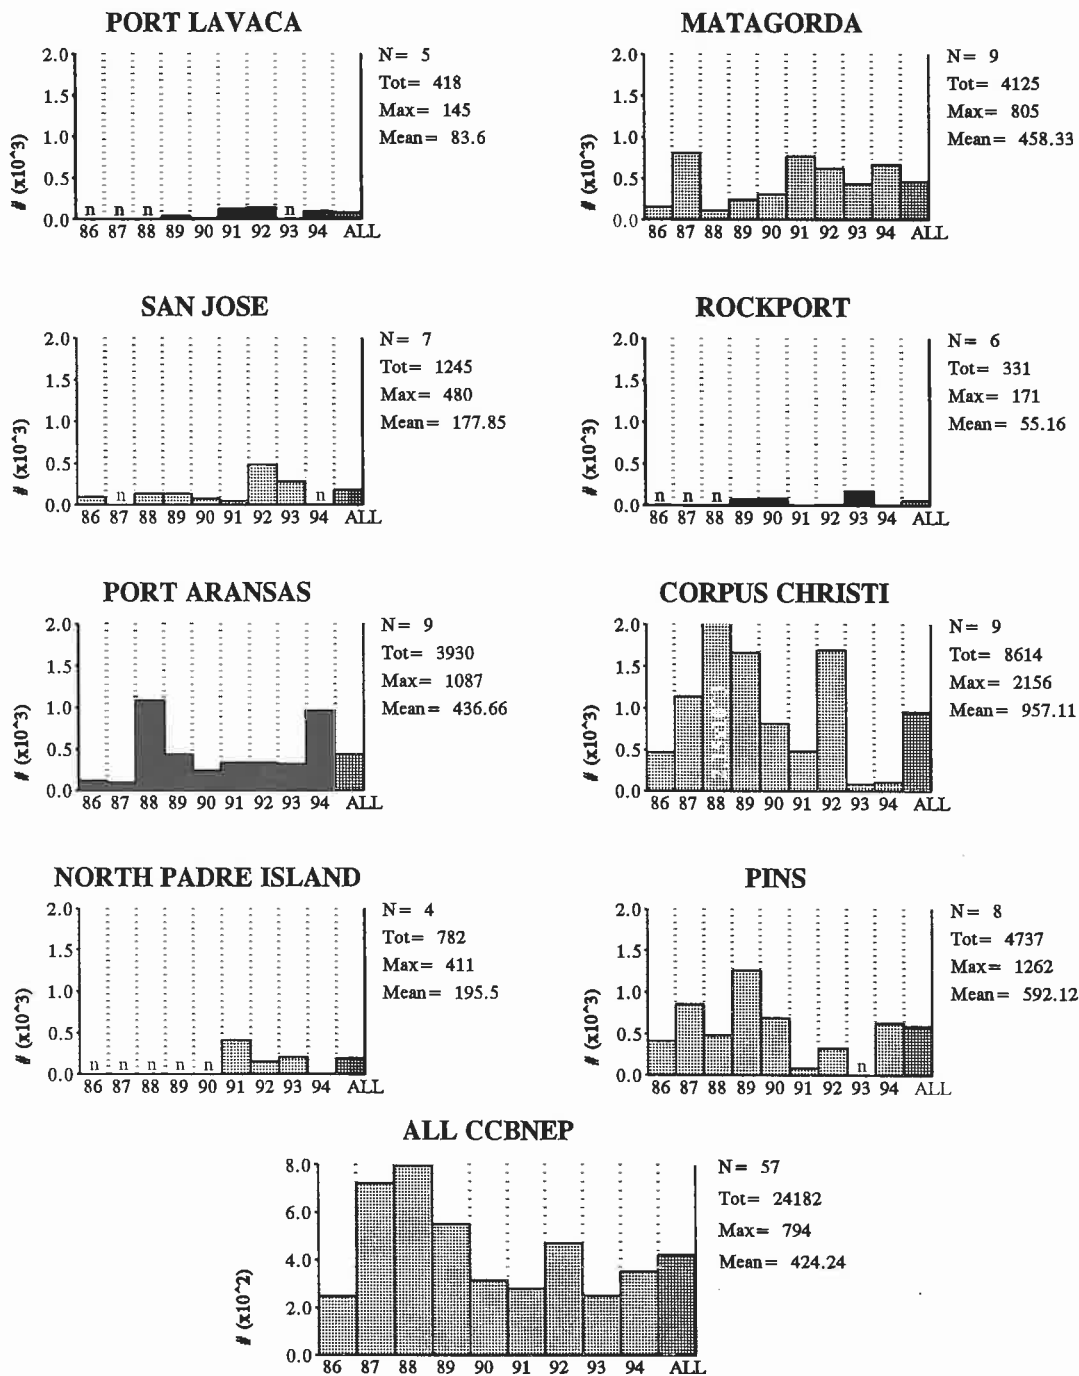 PORT LAVACA
2.0
1.5
1.0
0.5
0.0
# (x10^3)
n n n n
86 87 88 89 90 91 92 93 94 ALL
N= 5
Tot= 418
Max= 145
Mean= 83.6
MATAGORDA
2.0
1.5
1.0
0.5
0.0
# (x10^3)
86 87 88 89 90 91 92 93 94 ALL
N= 9
Tot= 4125
Max= 805
Mean= 458.33
SAN JOSE
2.0
1.5
1.0
0.5
0.0
# (x10^3)
n n
86 87 88 89 90 91 92 93 94 ALL
N= 7
Tot= 1245
Max= 480
Mean= 177.85
ROCKPORT
2.0
1.5
1.0
0.5
0.0
# (x10^3)
n n n
86 87 88 89 90 91 92 93 94 ALL
N= 6
Tot= 331
Max= 171
Mean= 55.16
PORT ARANSAS
2.0
1.5
1.0
0.5
0.0
# (x10^3)
86 87 88 89 90 91 92 93 94 ALL
N= 9
Tot= 3930
Max= 1087
Mean= 436.66
CORPUS CHRISTI
2.0
1.5
1.0
0.5
0.0
# (x10^3)
86 87 88 89 90 91 92 93 94 ALL
N= 9
Tot= 8614
Max= 2156
Mean= 957.11
NORTH PADRE ISLAND
2.0
1.5
1.0
0.5
0.0
# (x10^3)
n n n n n
86 87 88 89 90 91 92 93 94 ALL
N= 4
Tot= 782
Max= 411
Mean= 195.5
PINS
2.0
1.5
1.0
0.5
0.0
# (x10^3)
n
86 87 88 89 90 91 92 93 94 ALL
N= 8
Tot= 4737
Max= 1262
Mean= 592.12
ALL CCBNEP
8.0
6.0
4.0
2.0
0.0
# (x10^2)
86 87 88 89 90 91 92 93 94 ALL
N= 57
Tot= 24182
Max= 794
Mean= 424.24